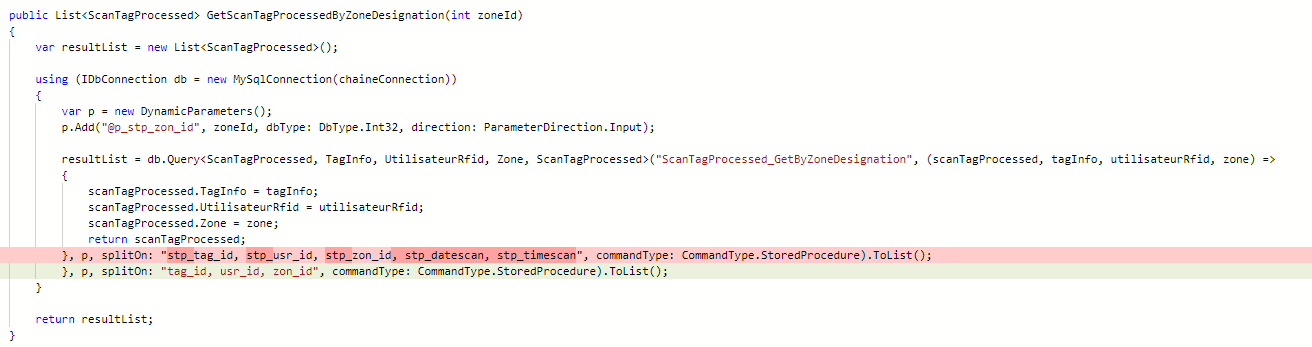 public List<ScanTagProcessed> GetScanTagProcessedByZoneDesignation(int zoneId)
{
    var resultList = new List<ScanTagProcessed>();

    using (IDbConnection db = new MySqlConnection(chaineConnection))
    {
        var p = new DynamicParameters();
        p.Add("@p_stp_zon_id", zoneId, dbType: DbType.Int32, direction: ParameterDirection.Input);

        resultList = db.Query<ScanTagProcessed, TagInfo, UtilisateurRfid, Zone, ScanTagProcessed>("ScanTagProcessed_GetByZoneDesignation", (scanTagProcessed, tagInfo, utilisateurRfid, zone) =>
        {
            scanTagProcessed.TagInfo = tagInfo;
            scanTagProcessed.UtilisateurRfid = utilisateurRfid;
            scanTagProcessed.Zone = zone;
            return scanTagProcessed;
        }, p, splitOn: "stp_tag_id, stp_usr_id, stp_zon_id, stp_datescan, stp_timescan", commandType: CommandType.StoredProcedure).ToList();
        }, p, splitOn: "tag_id, usr_id, zon_id", commandType: CommandType.StoredProcedure).ToList();
    }

    return resultList;
}